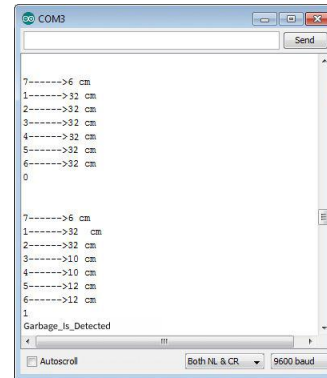 COM3
Send
7------>6 cm
1------>32 cm
2------>32 cm
3------>32 cm
4------>32 cm
5------>32 cm
6------>32 cm
0
7------>6 cm
1------>32 cm
2------>32 cm
3------>10 cm
4------>10 cm
5------>12 cm
6------>12 cm
1
Garbage_Is_Detected
Autoscroll
Both NL & CR
9600 baud